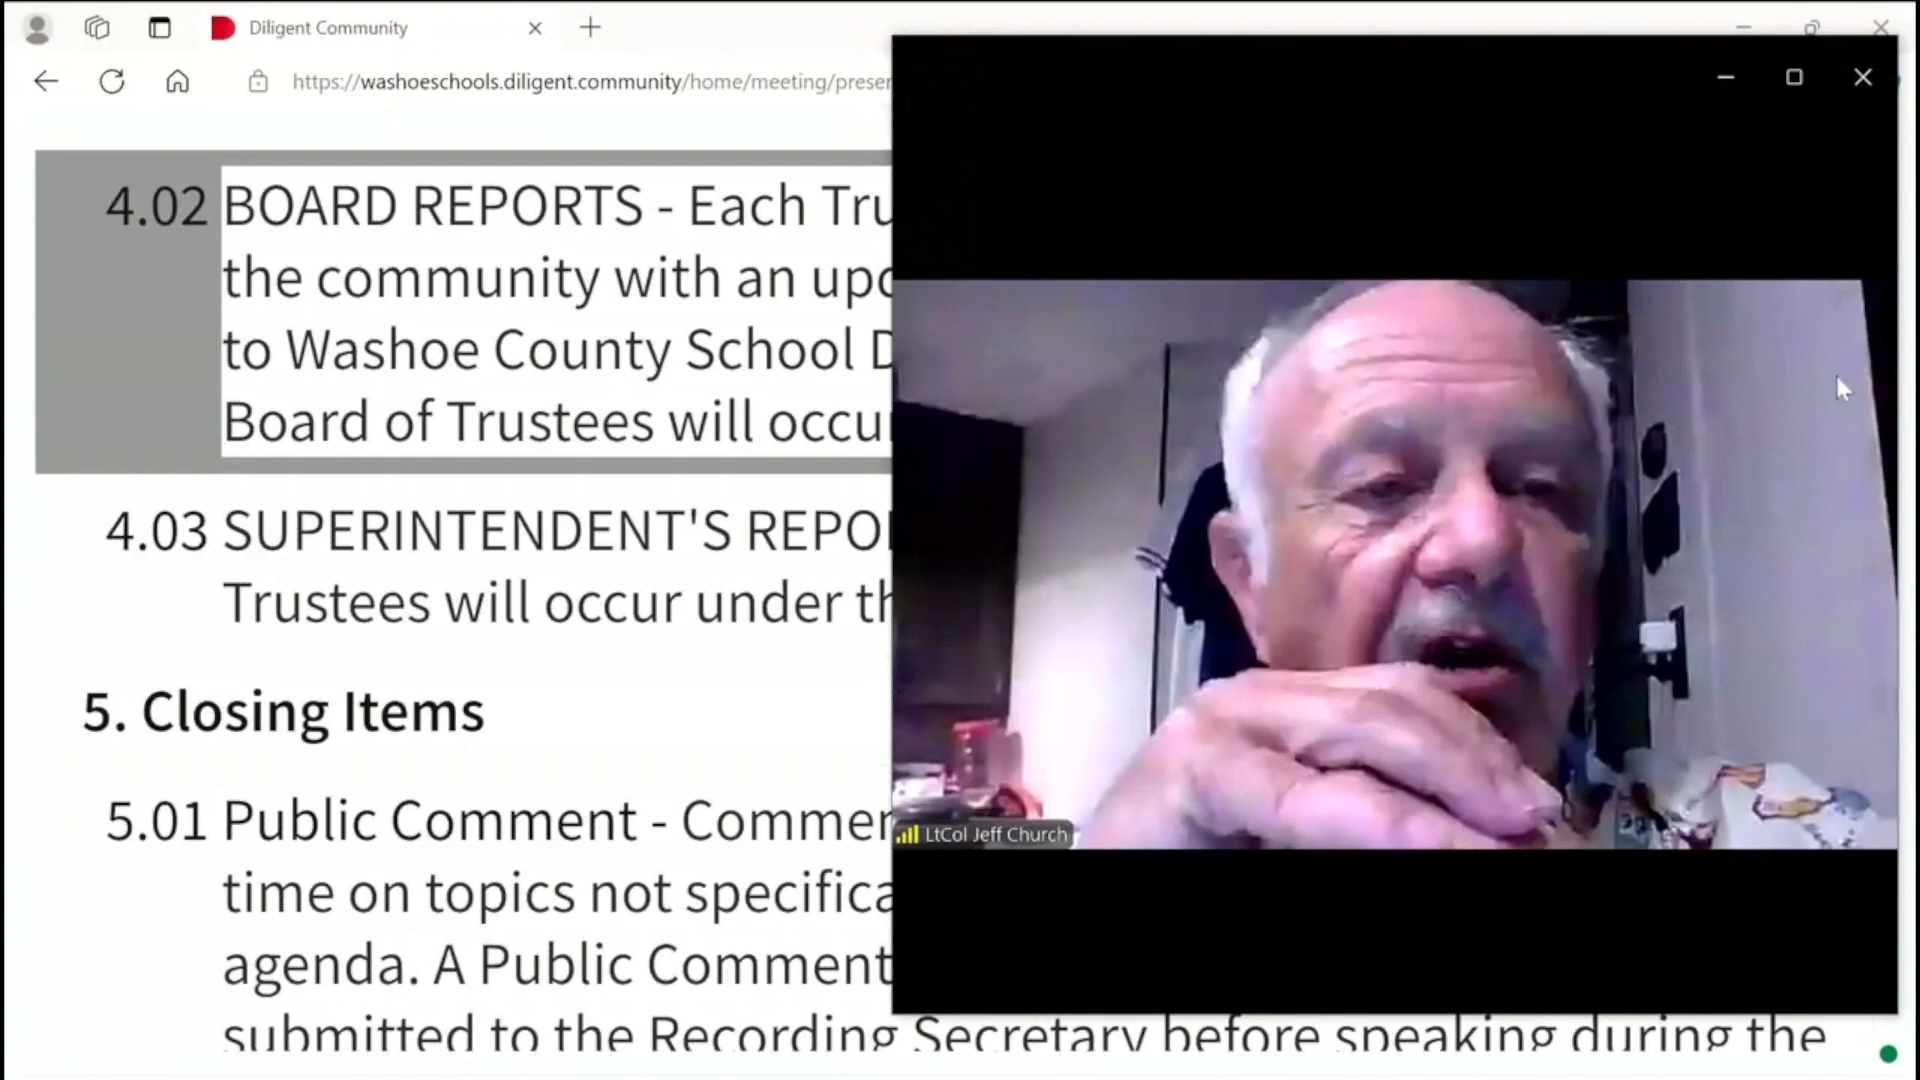 Diligent Community
https://washoeschools.diligent.community/home/meeting/preser
4.02 BOARD REPORTS - Each Tru
the community with an upd
to Washoe County School D
Board of Trustees will occur
4.03 SUPERINTENDENT'S REPOR
Trustees will occur under th
5. Closing Items
5.01 Public Comment - Commen
time on topics not specifica
agenda. A Public Comment
submitted to the Recording Secretary before speaking during the
LtCol Jeff Church